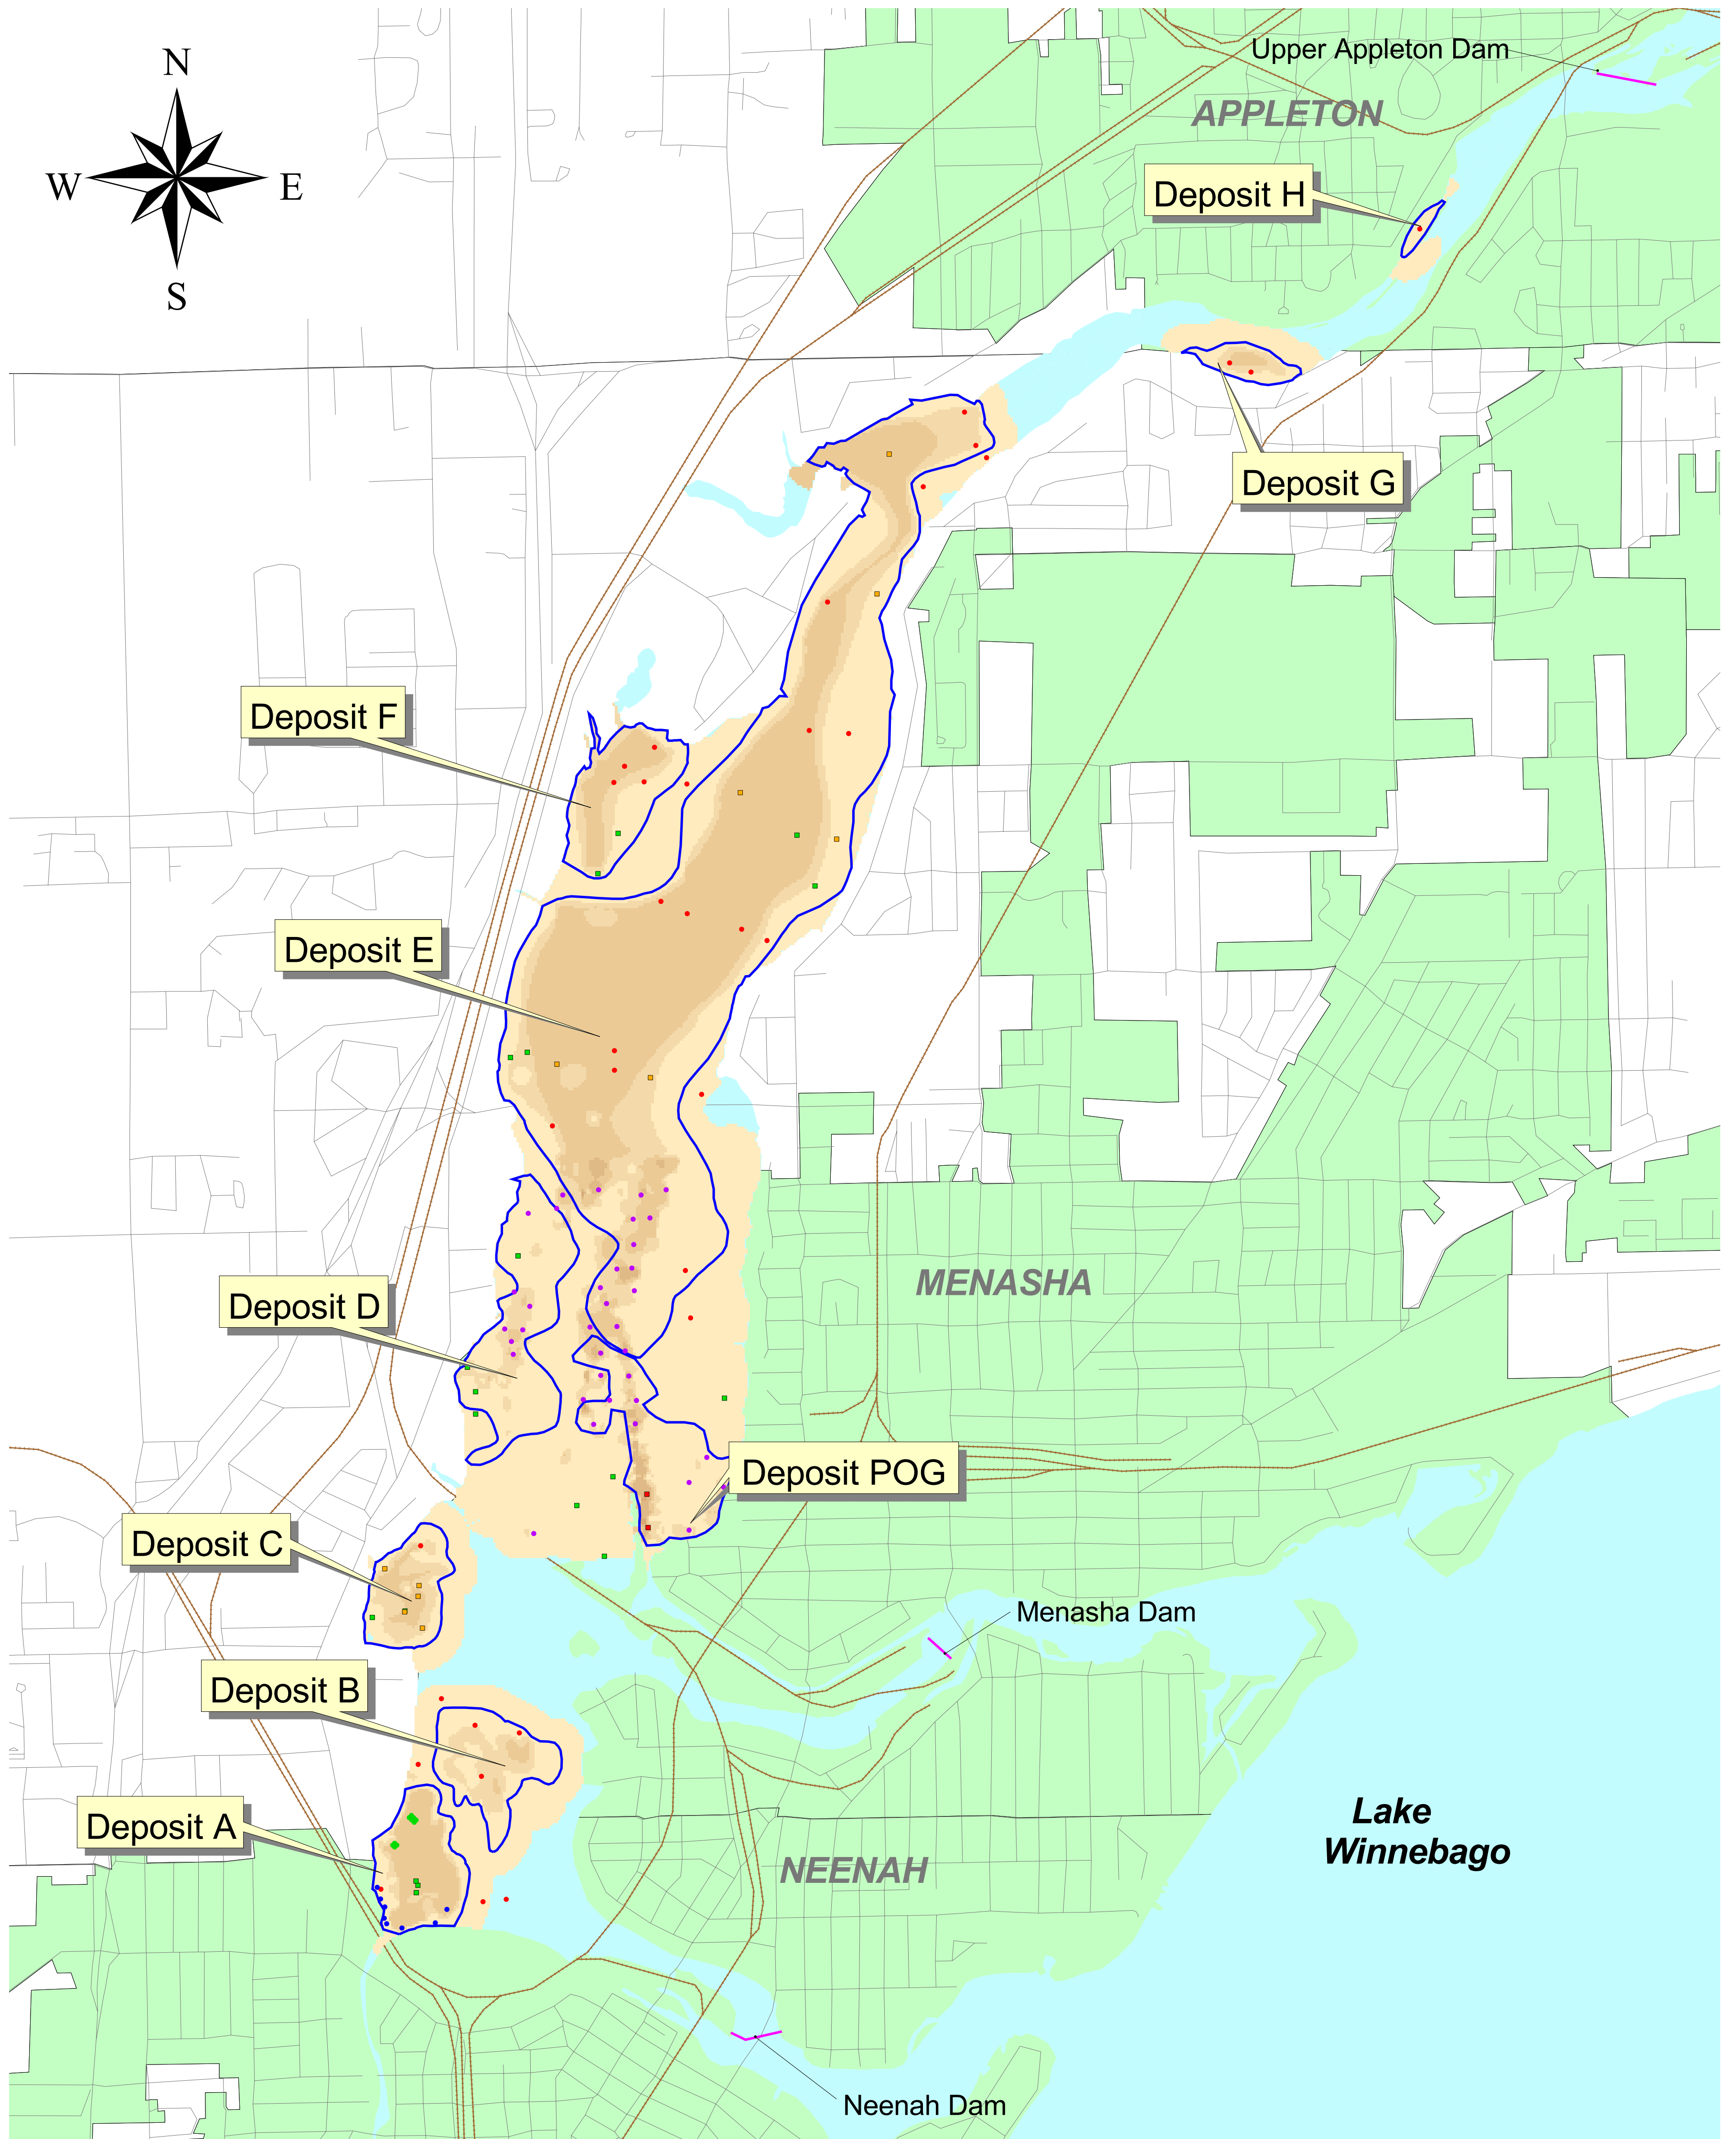 N
Upper Appleton Dam
APPLETON
W
E
Deposit H
S
Deposit G
Deposit F
Deposit E
MENASHA
Deposit D
Deposit POG
Deposit C
Menasha Dam
Deposit B
Lake
Winnebago
Deposit A
NEENAH
Neenah Dam